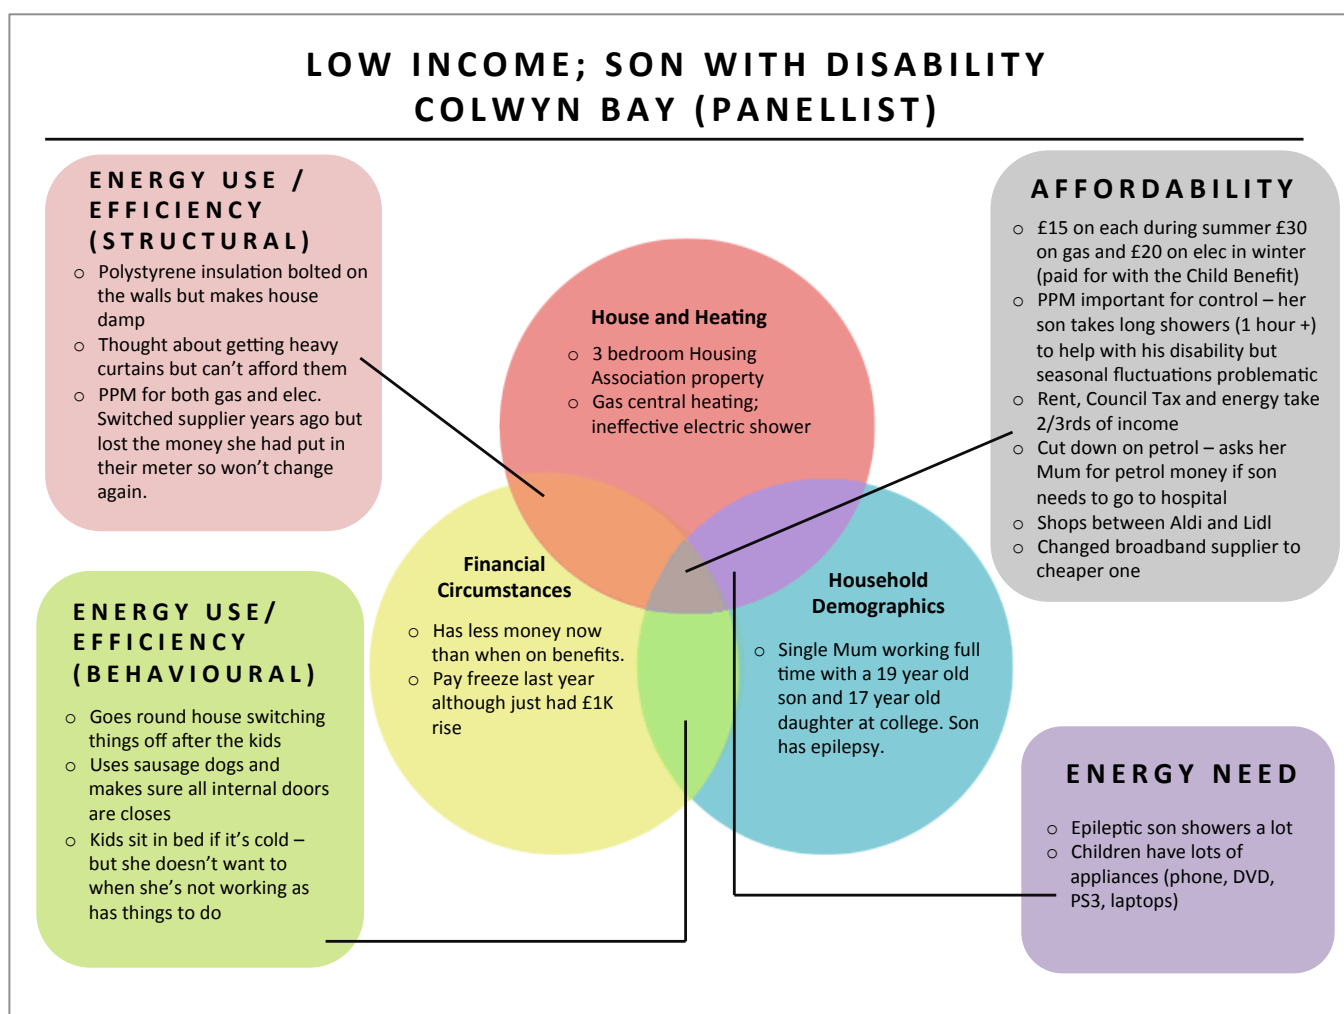 LOW INCOME; SON WITH DISABILITY
COLWYN BAY (PANELLIST)
ENERGY USE /
EFFICIENCY
(STRUCTURAL)
o Polystyrene insulation bolted on
the walls but makes house
damp
o Thought about getting heavy
curtains but can’t afford them
o PPM for both gas and elec.
Switched supplier years ago but
lost the money she had put in
their meter so won’t change
again.
ENERGY USE/
EFFICIENCY
(BEHAVIOURAL)
o Goes round house switching
things off after the kids
o Uses sausage dogs and
makes sure all internal doors
are closes
o Kids sit in bed if it’s cold –
but she doesn’t want to
when she’s not working as
has things to do
House and Heating
o 3 bedroom Housing
Association property
o Gas central heating;
ineffective electric shower
Financial
Circumstances
o Has less money now
than when on benefits.
o Pay freeze last year
although just had £1K
rise
Household
Demographics
o Single Mum working full
time with a 19 year old
son and 17 year old
daughter at college. Son
has epilepsy.
AFFORDABILITY
o £15 on each during summer £30
on gas and £20 on elec in winter
(paid for with the Child Benefit)
o PPM important for control – her
son takes long showers (1 hour +)
to help with his disability but
seasonal fluctuations problematic
o Rent, Council Tax and energy take
2/3rds of income
o Cut down on petrol – asks her
Mum for petrol money if son
needs to go to hospital
o Shops between Aldi and Lidl
o Changed broadband supplier to
cheaper one
ENERGY NEED
o Epileptic son showers a lot
o Children have lots of
appliances (phone, DVD,
PS3, laptops)